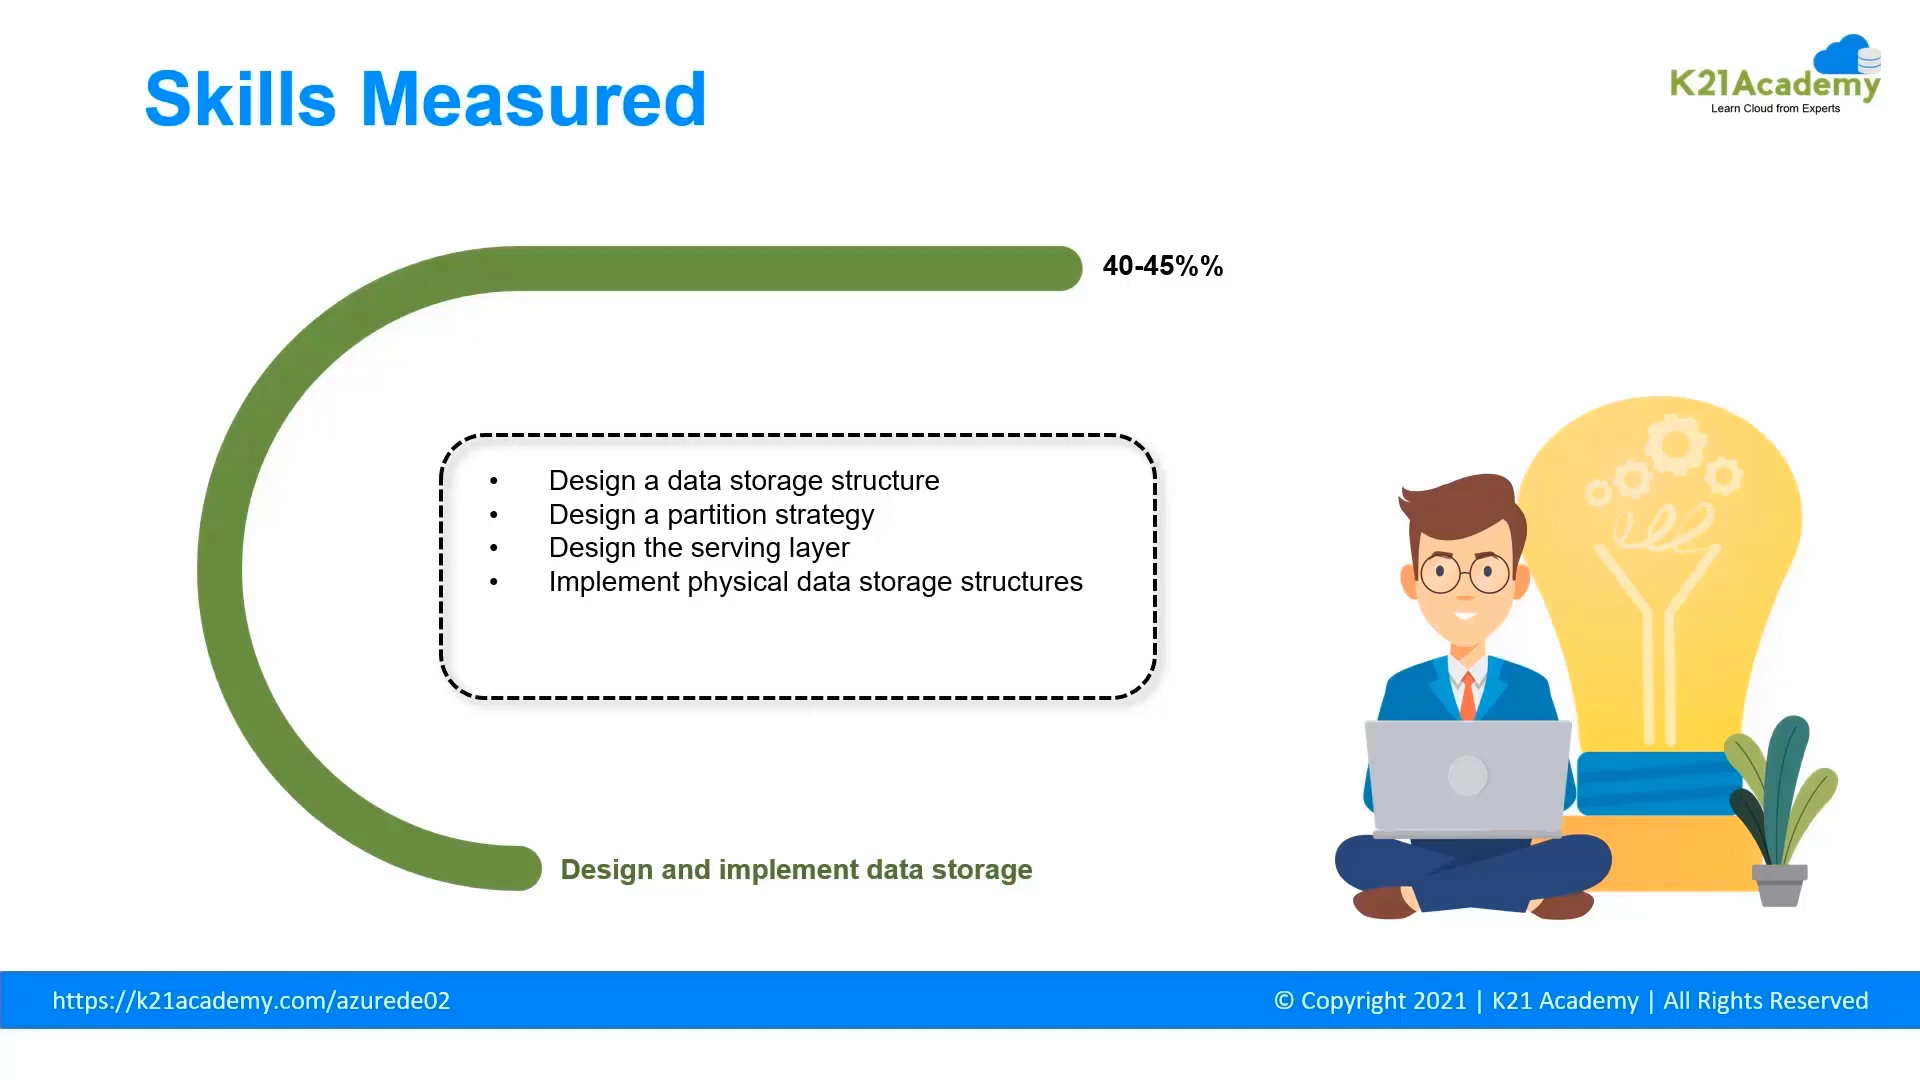 Skills Measured
K21Academy
Learn Cloud from Experts
40-45%%
• Design a data storage structure
• Design a partition strategy
• Design the serving layer
• Implement physical data storage structures
Design and implement data storage
https://k21academy.com/azurede02
© Copyright 2021 | K21 Academy | All Rights Reserved